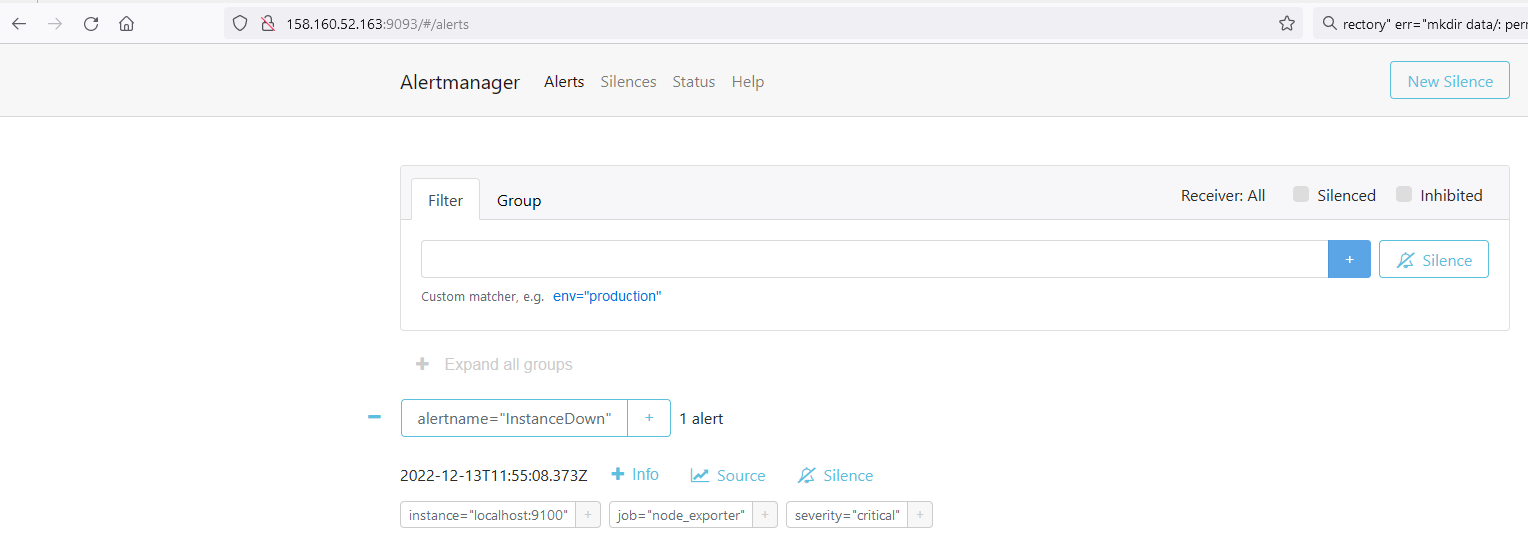 158.160.52.163:9093/#/alerts
rectory" err="mkdir data/: perr
Alertmanager Alerts Silences Status Help New Silence
Filter Group Receiver: All Silenced Inhibited
+ Silence
Custom matcher, e.g. env="production"
+ Expand all groups
alertname="InstanceDown" + 1 alert
2022-12-13T11:55:08.373Z + Info Source Silence
instance="localhost:9100" + job="node_exporter" + severity="critical" +